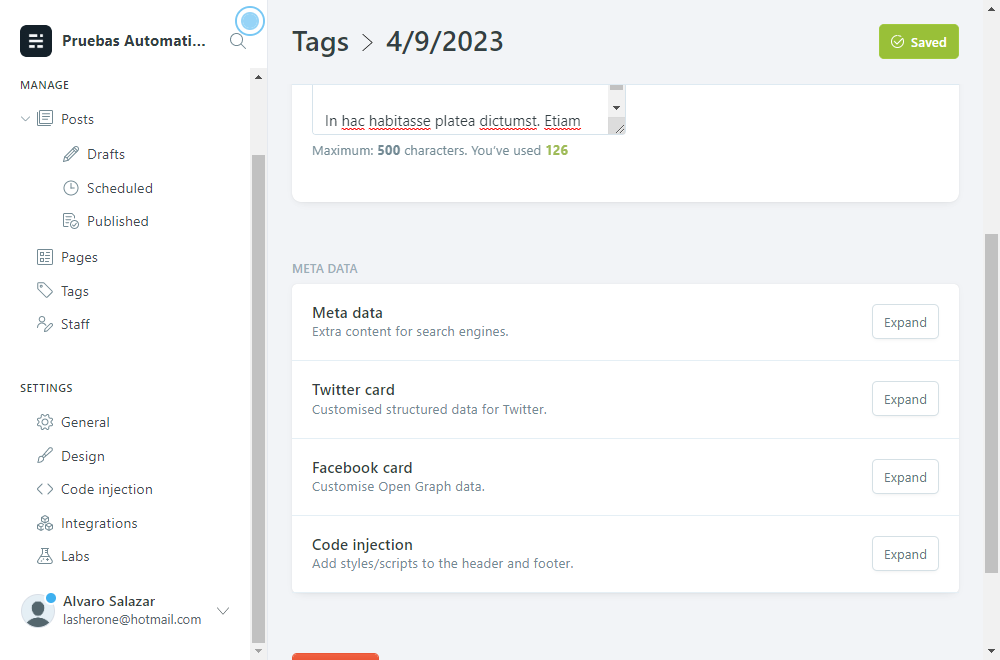 Pruebas Automati...
MANAGE
Posts
Drafts
Scheduled
Published
Pages
Tags
Staff
SETTINGS
General
Design
Code injection
Integrations
Labs
Alvaro Salazar
lasherone@hotmail.com
Tags > 4/9/2023
Saved
In hac habitasse platea dictumst. Etiam
Maximum: 500 characters. You've used 126
META DATA
Meta data
Extra content for search engines.
Expand
Twitter card
Customised structured data for Twitter.
Expand
Facebook card
Customise Open Graph data.
Expand
Code injection
Add styles/scripts to the header and footer.
Expand